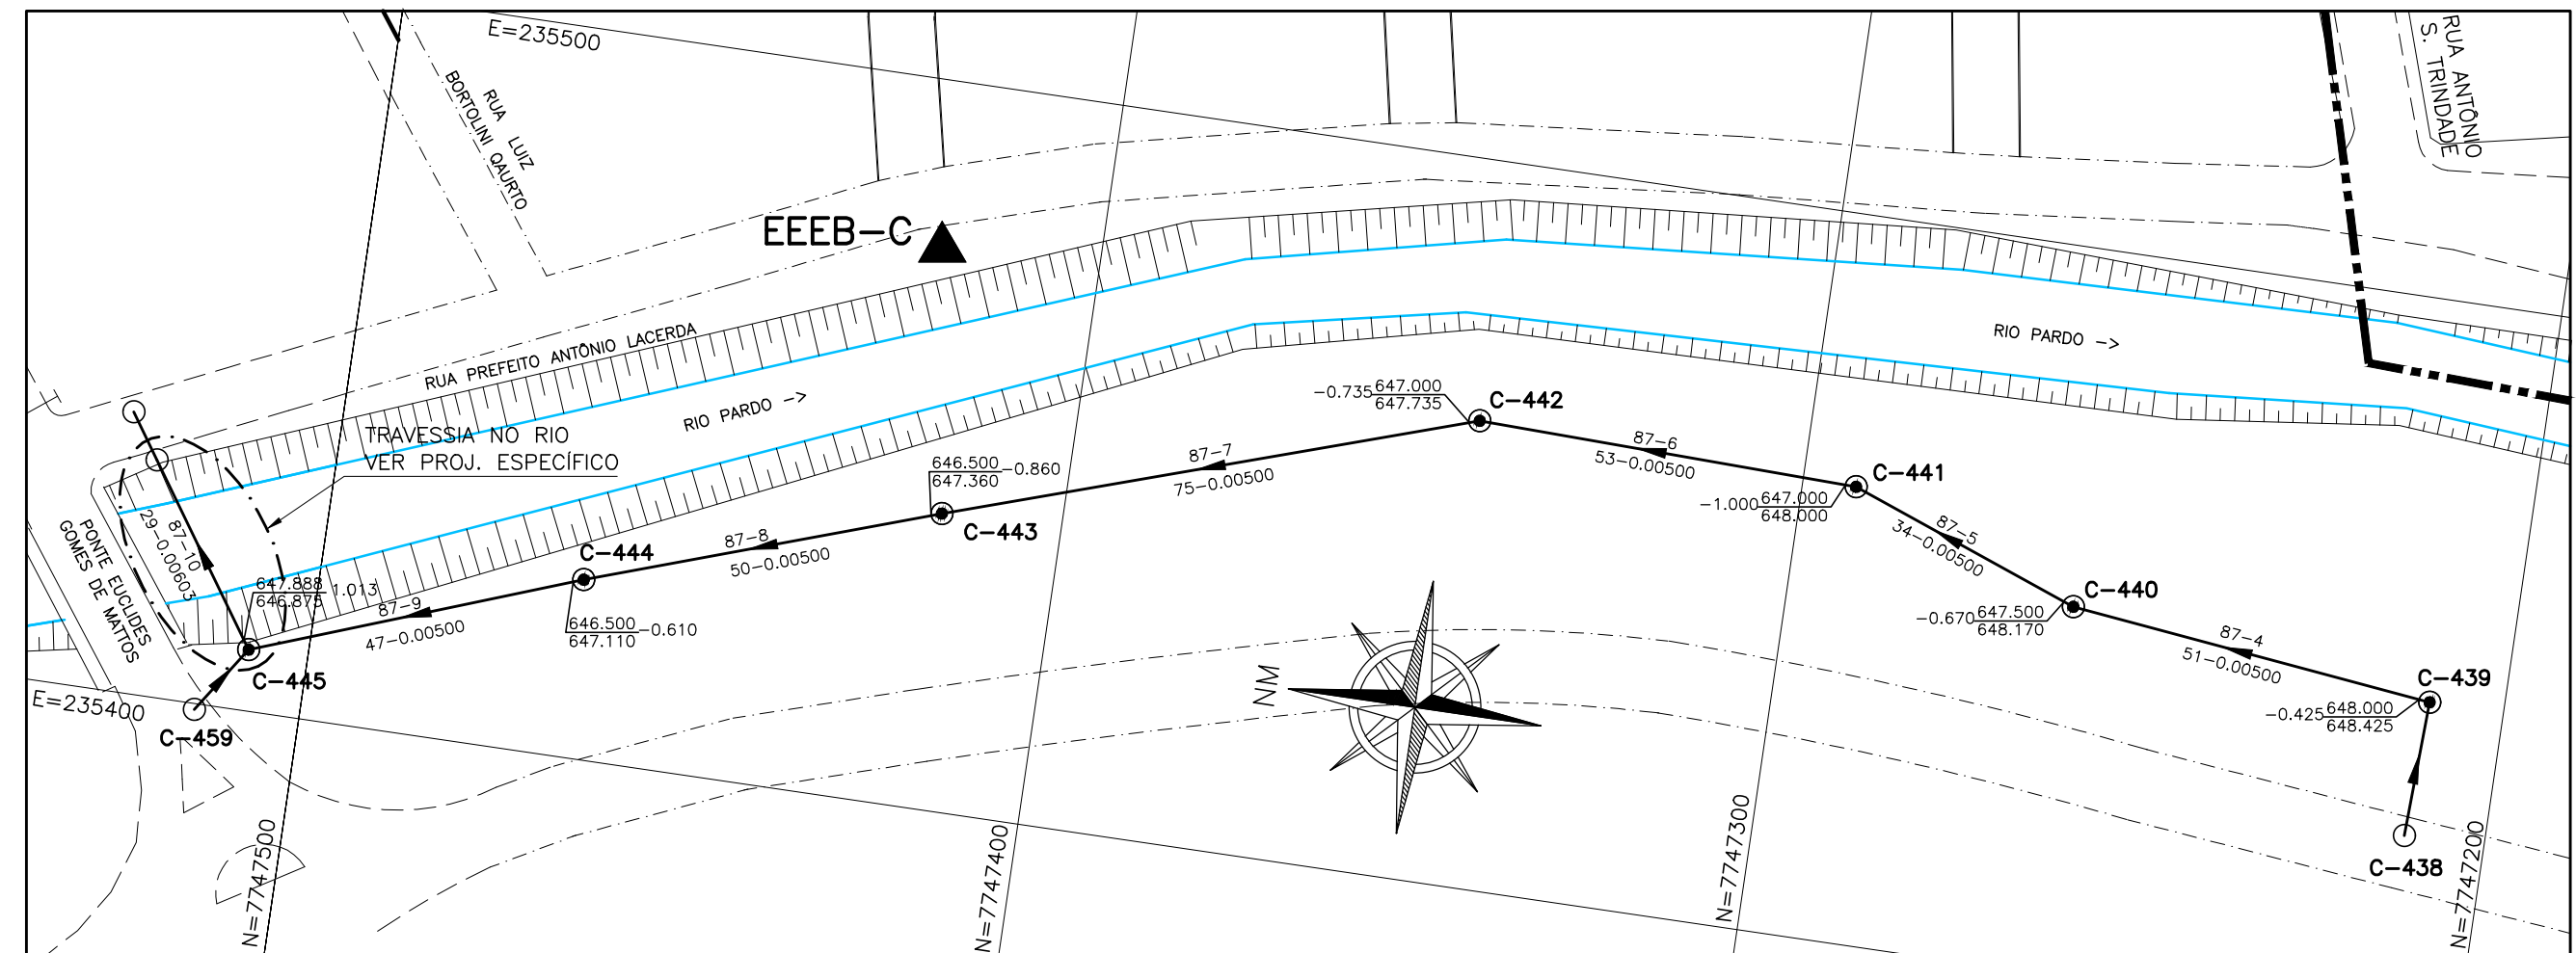 E=235500
RUA LUIZ
BORTOLINI QAURTO
RUA ANTÔNIO
S. TRINDADE
EEEB-C
RUA PREFEITO ANTÔNIO LACERDA
RIO PARDO ->
RIO PARDO ->
TRAVESSIA NO RIO
VER PROJ. ESPECÍFICO
PONTE EUCLIDES
GOMES DE MATTOS
87-10
29-0.00603
647.888
646.875
1.013
C-445
C-459
E=235400
87-9
47-0.00500
C-444
646.500
647.110
-0.610
87-8
50-0.00500
646.500
647.360
-0.860
C-443
87-7
75-0.00500
-0.735
647.000
647.735
C-442
87-6
53-0.00500
C-441
-1.000
647.000
648.000
87-5
34-0.00500
C-440
-0.670
647.500
648.170
87-4
51-0.00500
C-439
-0.425
648.000
648.425
C-438
NM
N=7747500
N=7747400
N=7747300
N=7747200